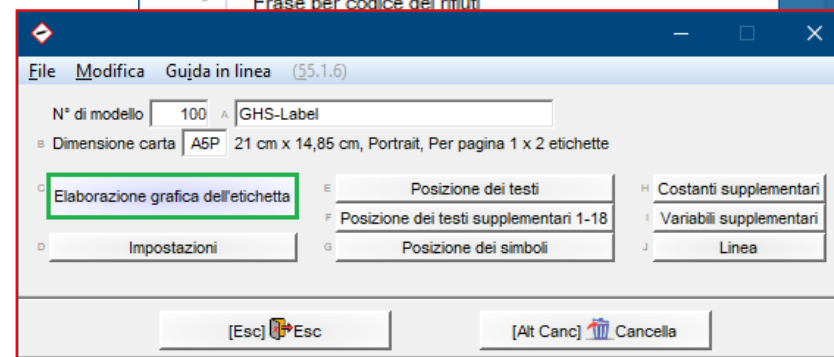 Frase per codice dei rifiuti
File Modifica Guida in linea (55.1.6)
N° di modello 100 A GHS-Label
B Dimensione carta A5P 21 cm x 14,85 cm, Portrait, Per pagina 1 x 2 etichette
C Elaborazione grafica dell'etichetta E Posizione dei testi H Costanti supplementari
F Posizione dei testi supplementari 1-18 I Variabili supplementari
D Impostazioni G Posizione dei simboli J Linea
[Esc] Esc [Alt Canc] Cancella